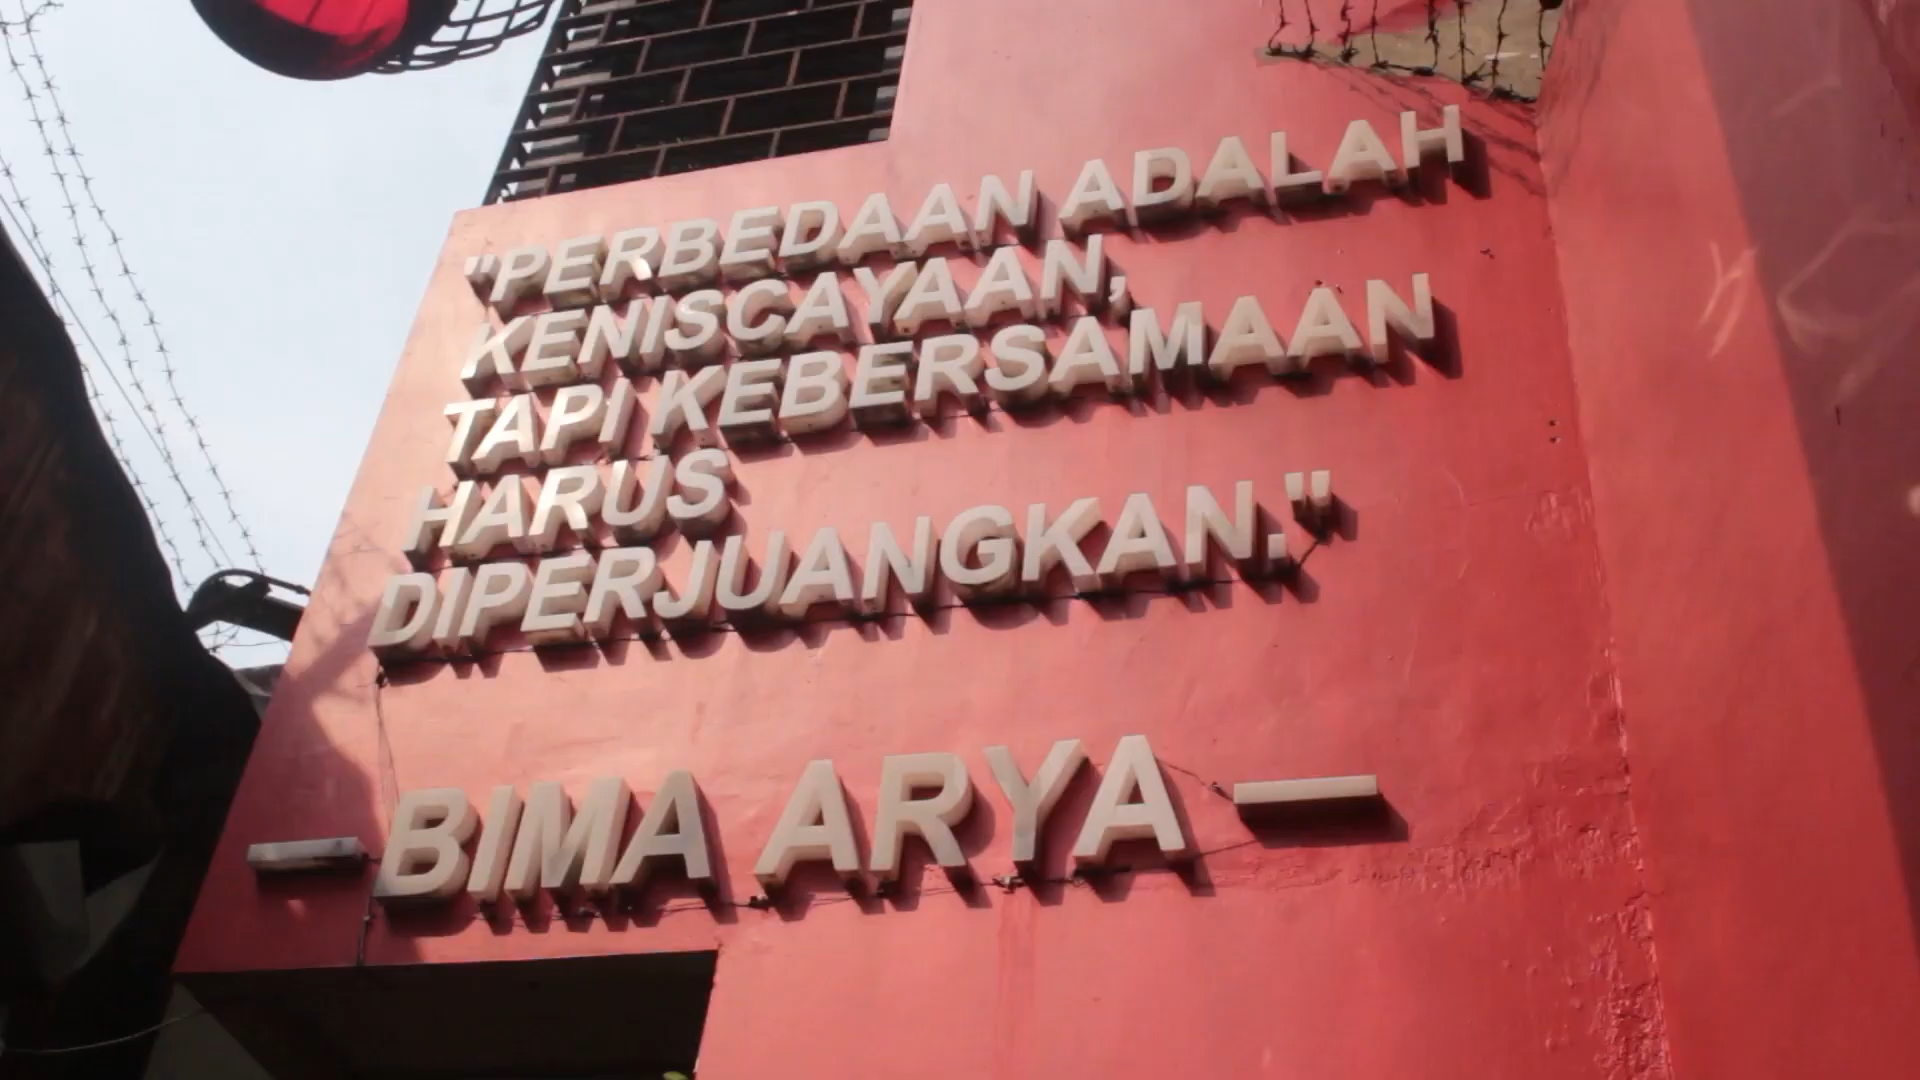 "PERBEDAAN ADALAH
KENISCAYAAN,
TAPI KEBERSAMAAN
HARUS
DIPERJUANGKAN."
— BIMA ARYA —